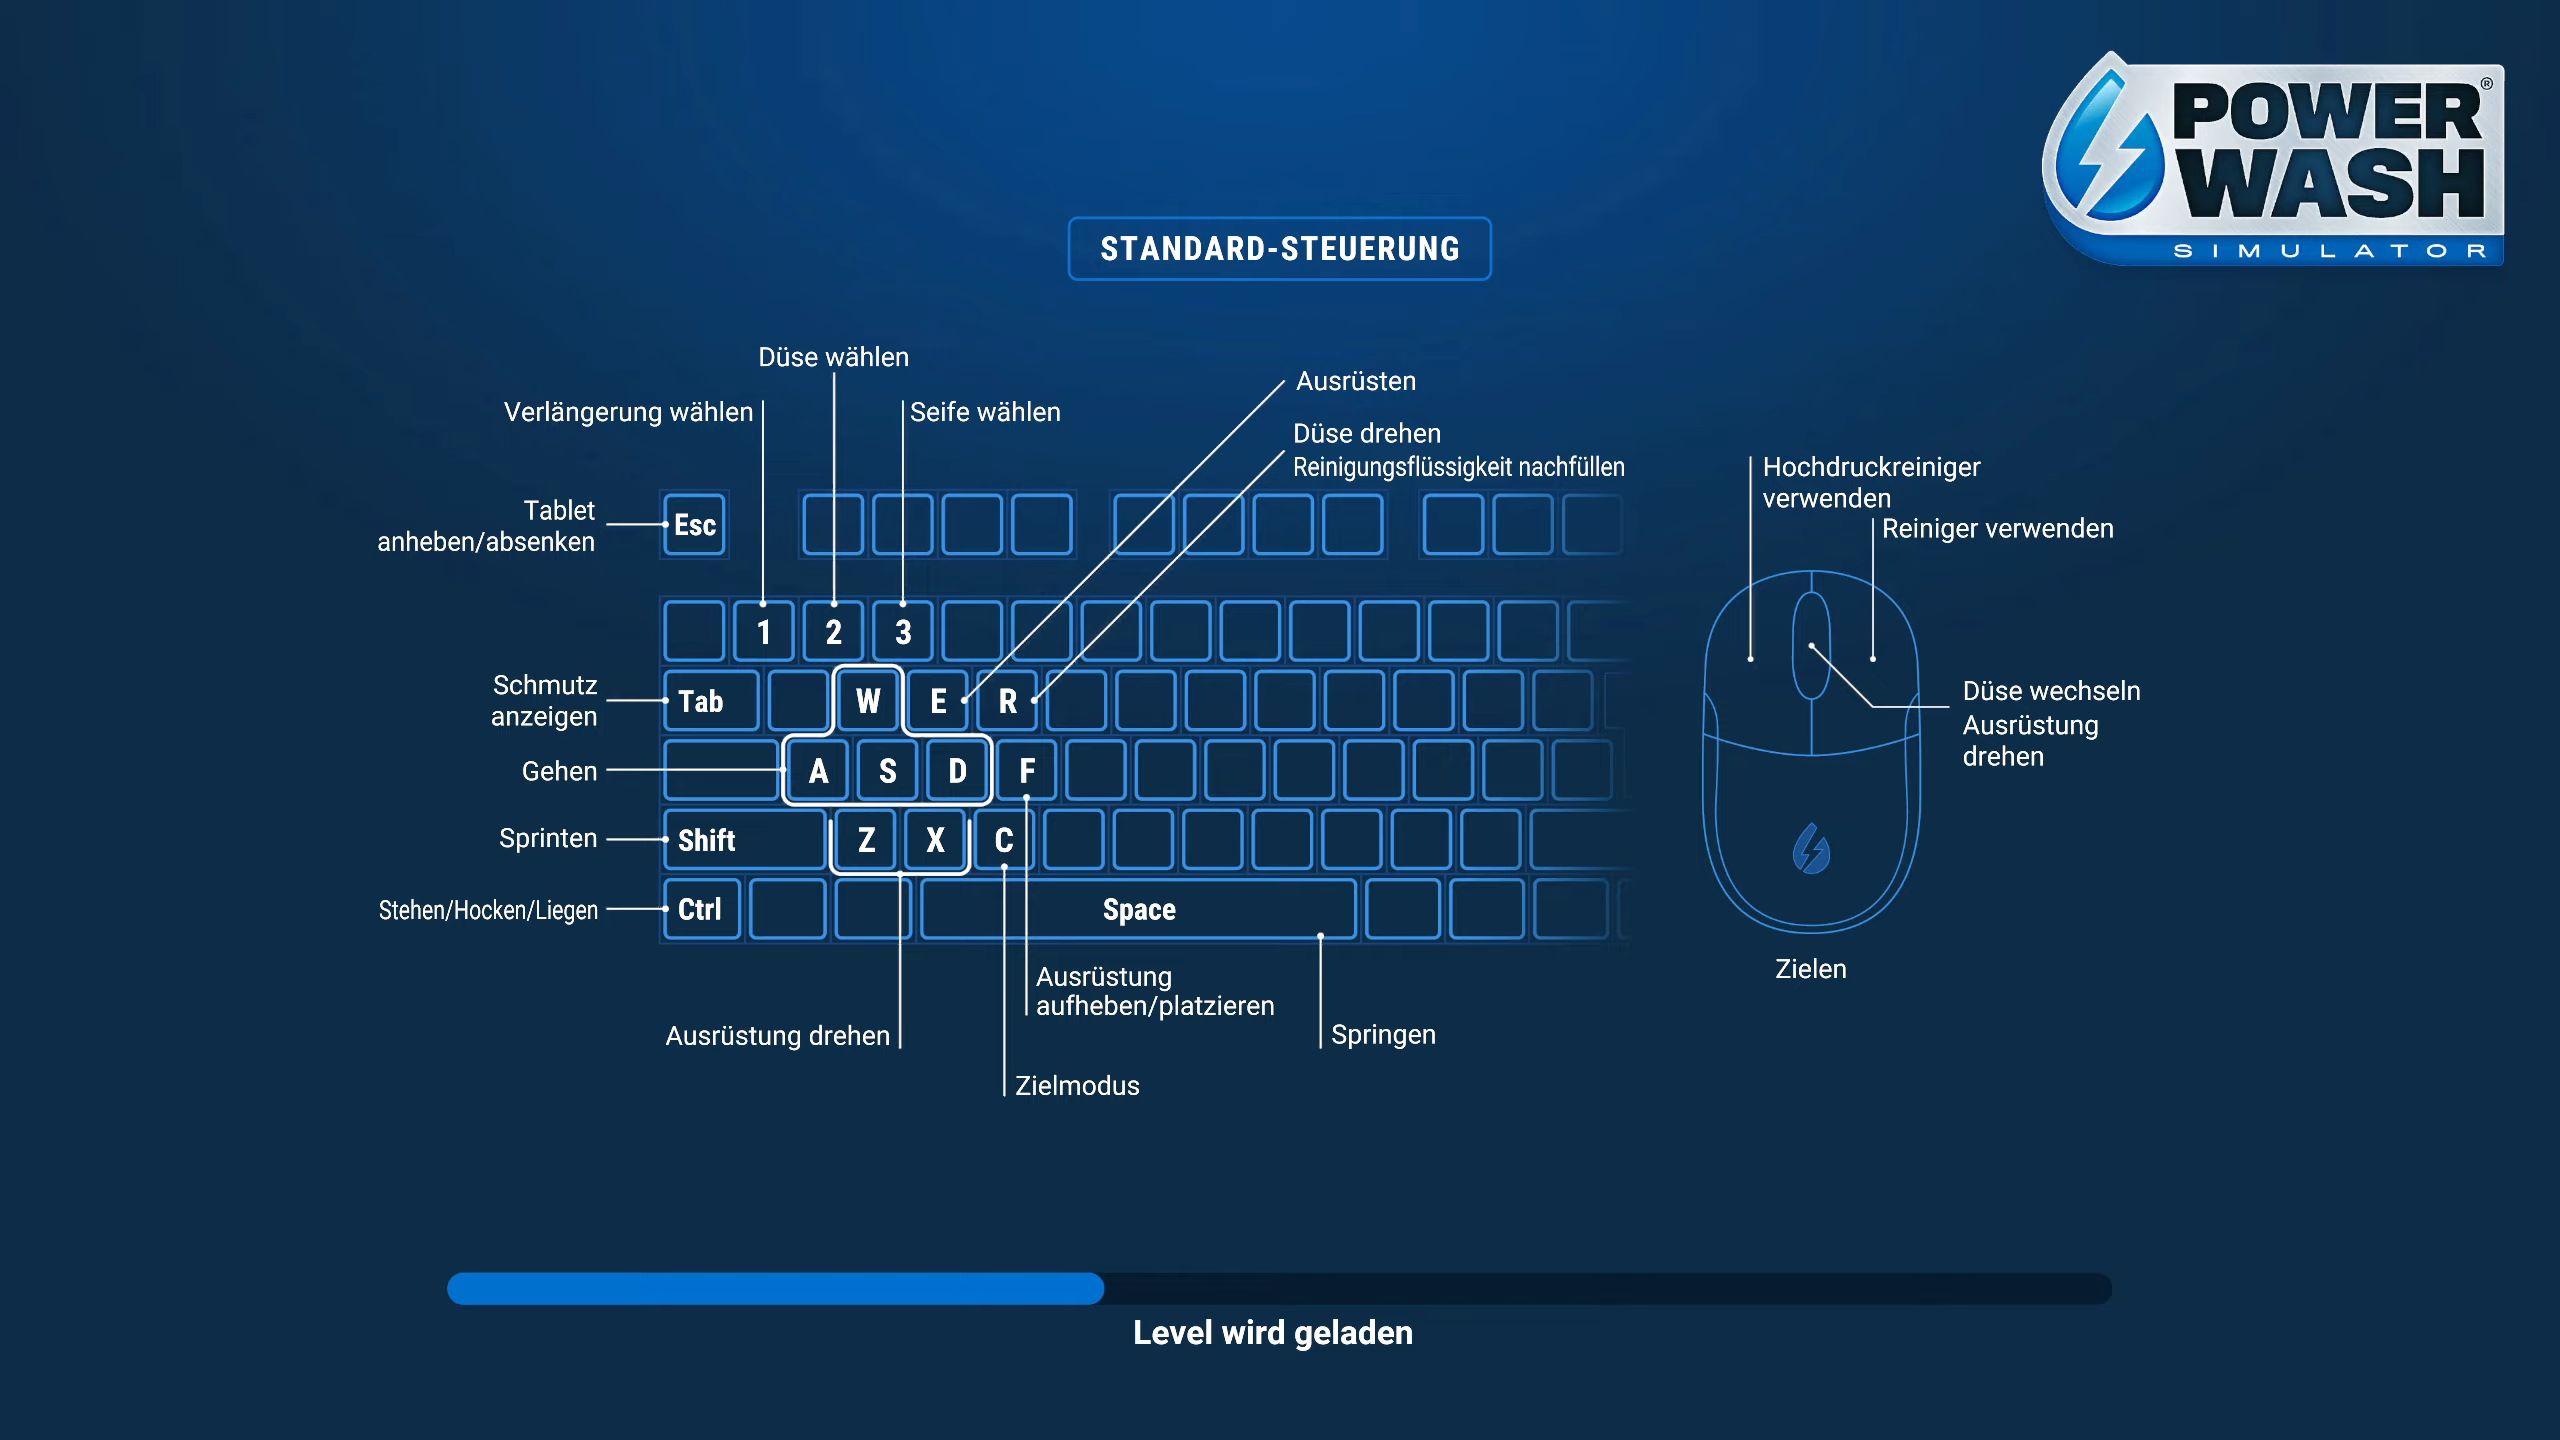 POWER
WASH
®
SIMULATOR
STANDARD-STEUERUNG
Düse wählen
Verlängerung wählen
Seife wählen
Ausrüsten
Düse drehen
Reinigungsflüssigkeit nachfüllen
Hochdruckreiniger
verwenden
Reiniger verwenden
Tablet
anheben/absenken
Esc
1
2
3
Schmutz
anzeigen
Tab
W
E
R
Düse wechseln
Ausrüstung
drehen
Gehen
A
S
D
F
Sprinten
Shift
Z
X
C
Stehen/Hocken/Liegen
Ctrl
Space
Ausrüstung
aufheben/platzieren
Ausrüstung drehen
Springen
Zielmodus
Zielen
Level wird geladen